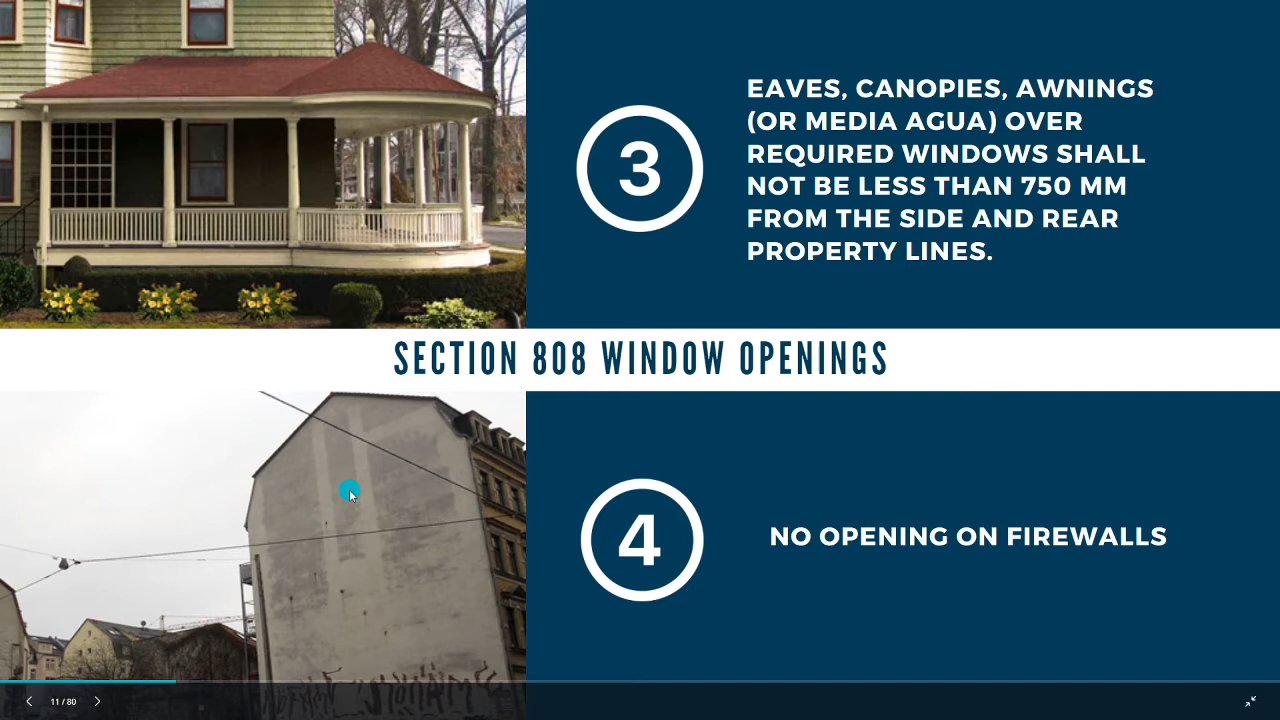 3
EAVES, CANOPIES, AWNINGS
(OR MEDIA AGUA) OVER
REQUIRED WINDOWS SHALL
NOT BE LESS THAN 750 MM
FROM THE SIDE AND REAR
PROPERTY LINES.
SECTION 808 WINDOW OPENINGS
4
NO OPENING ON FIREWALLS
11 / 80